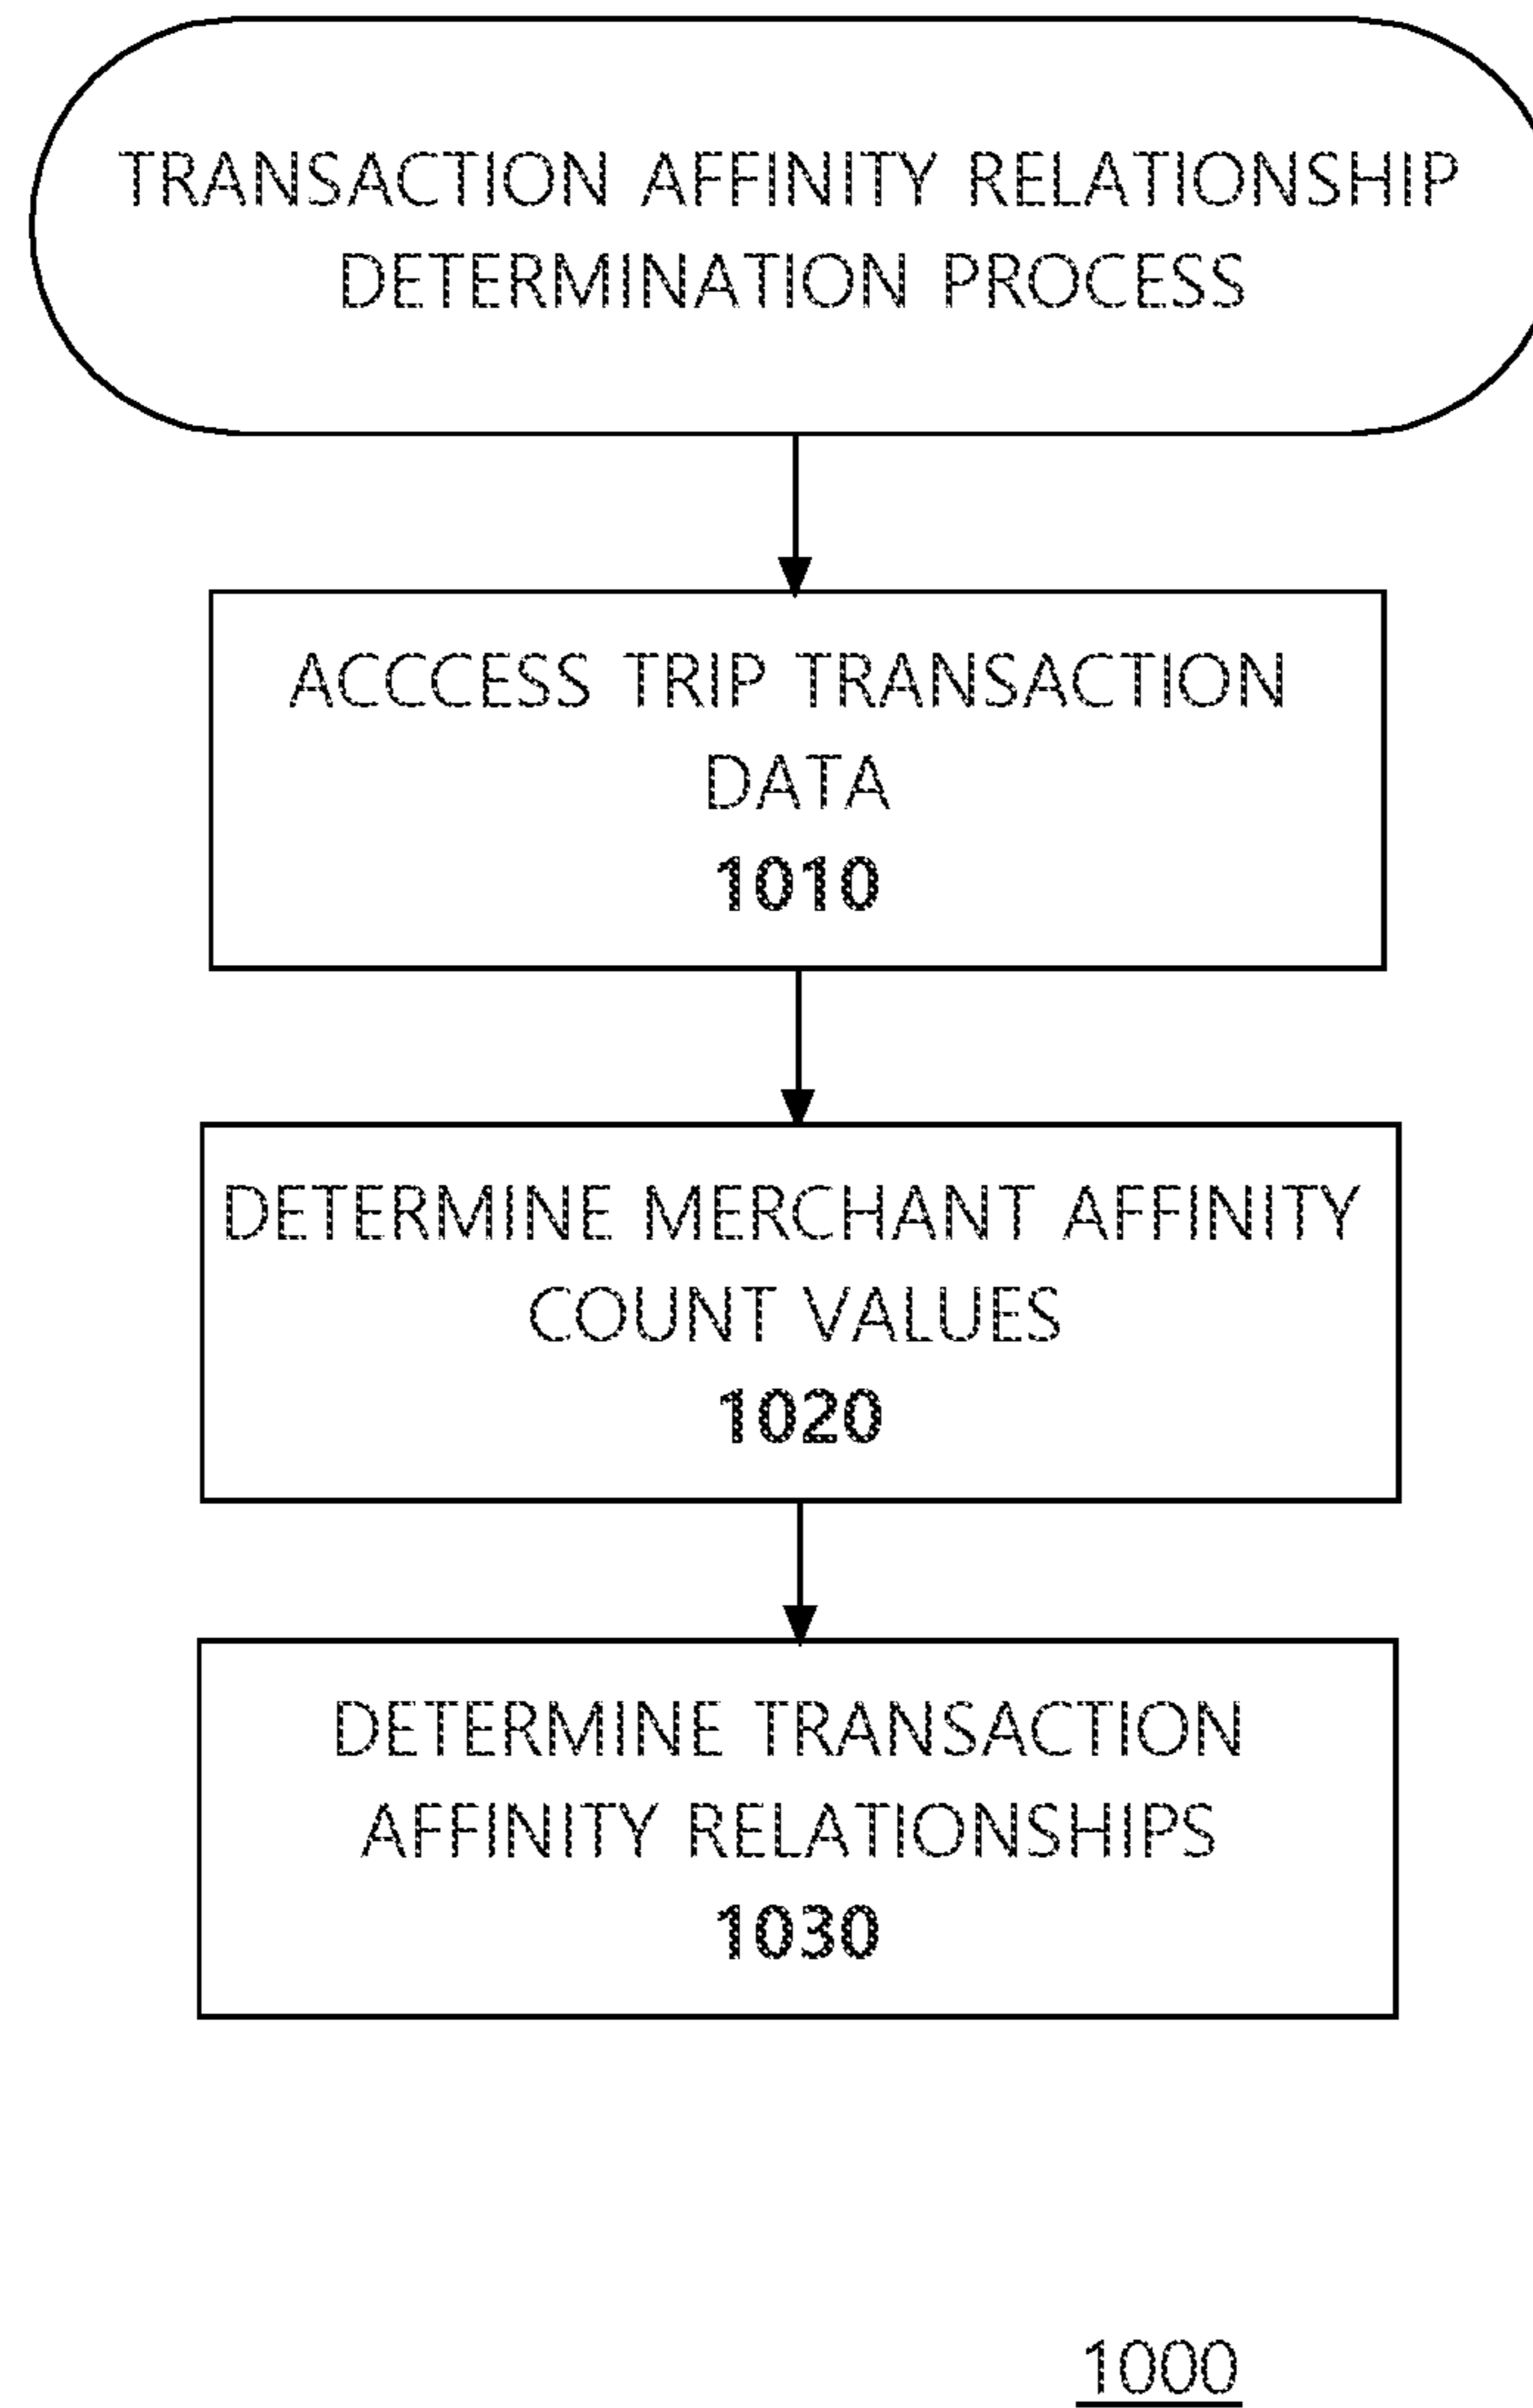 TRANSACTION AFFINITY RELATIONSHIP
DETERMINATION PROCESS
ACCCESS TRIP TRANSACTION
DATA
1010
DETERMINE MERCHANT AFFINITY
COUNT VALUES
1020
DETERMINE TRANSACTION
AFFINITY RELATIONSHIPS
1030
1000